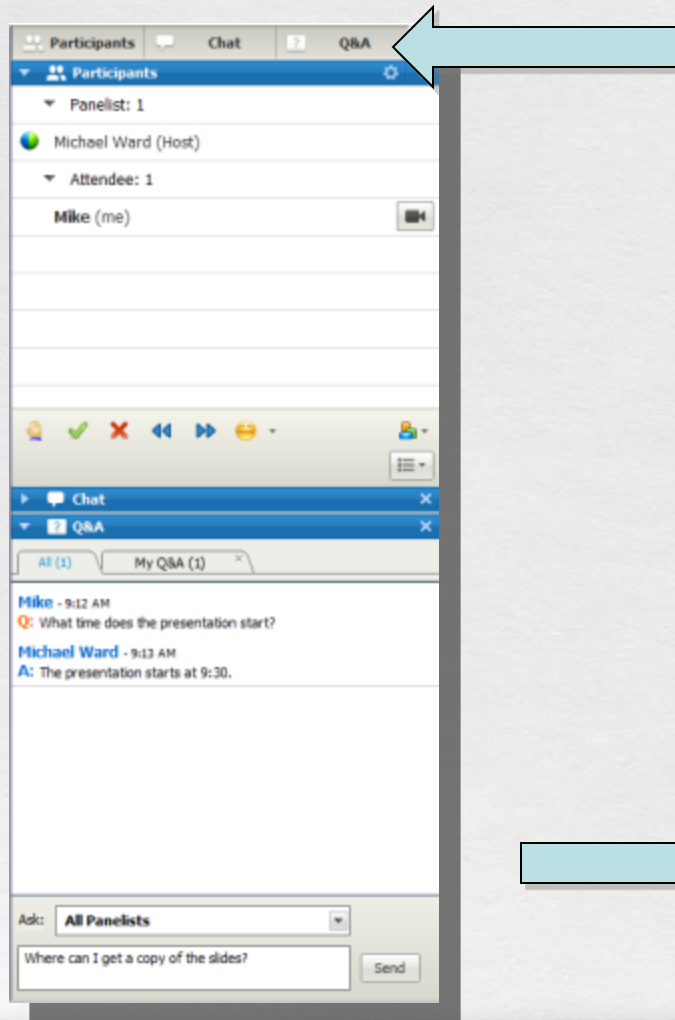 Participants Chat ? Q&A
Participants
Panelist: 1
Michael Ward (Host)
Attendee: 1
Mike (me)
Chat
? Q&A
All (1) My Q&A (1)
Mike - 9:12 AM
Q: What time does the presentation start?
Michael Ward - 9:13 AM
A: The presentation starts at 9:30.
Ask: All Panelists
Where can I get a copy of the slides?
Send